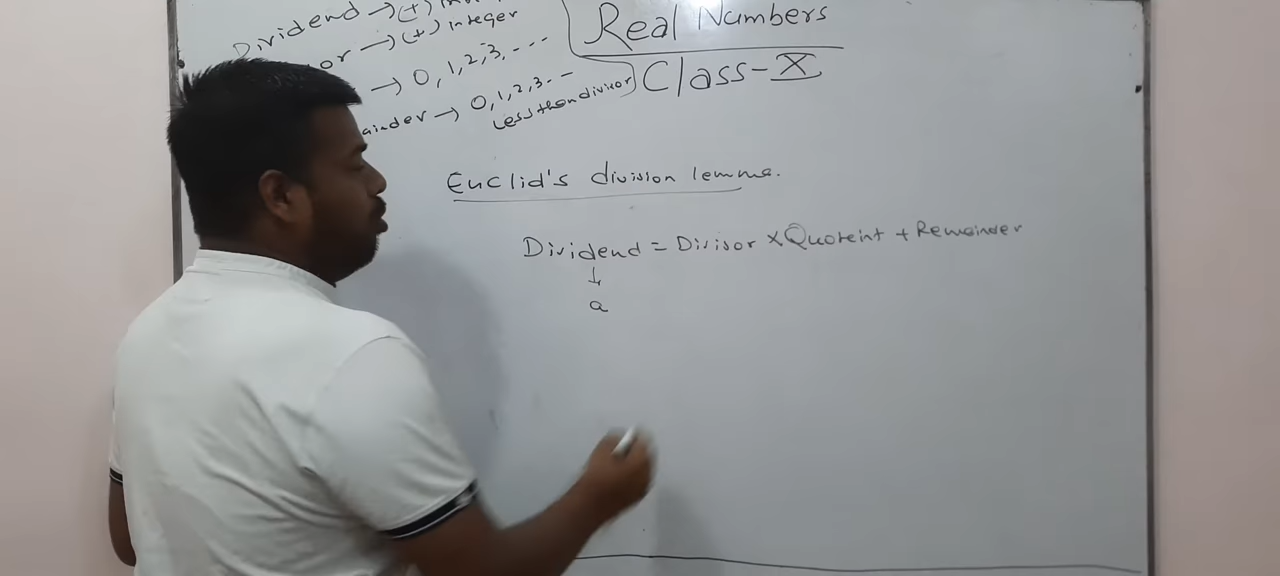 Dividend → (+)
or → (+) integer
→ 0, 1, 2, 3, - - -
ainder → 0, 1, 2, 3 - -
less than divisor
Real Numbers
Class-X
Euclid's division lemma.
Dividend = Divisor × Quoteint + Remainder
↓
a